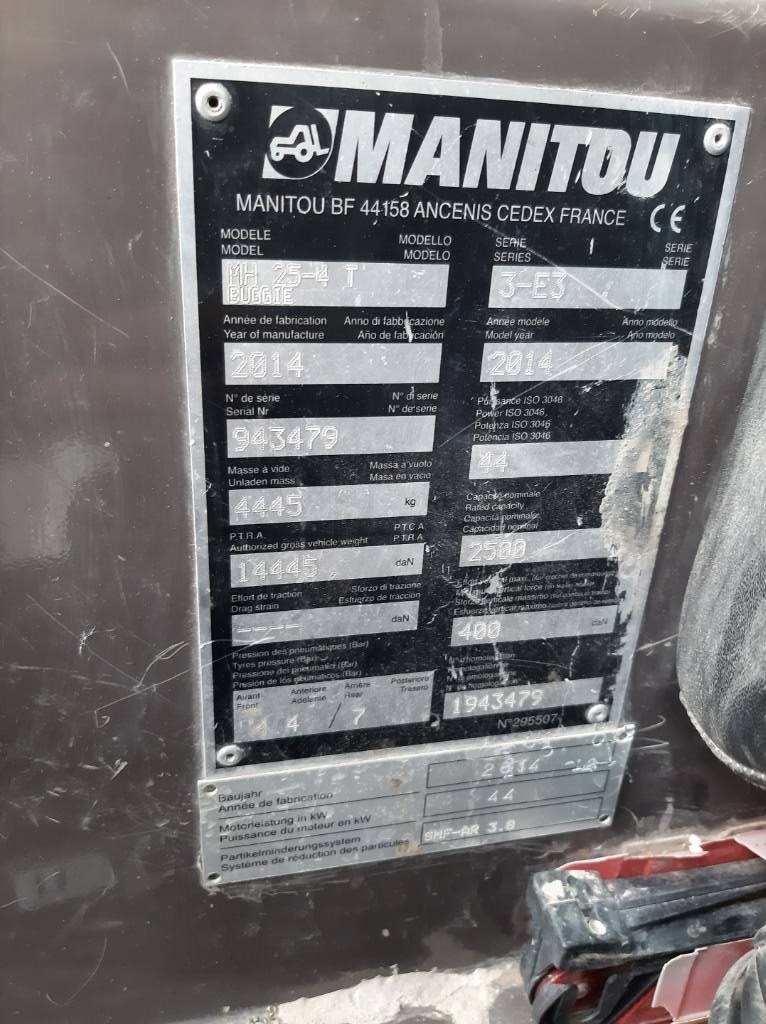 MANITOU
MANITOU BF 44158 ANCENIS CEDEX FRANCE CE
MODELE MODELLO
MODEL MODELO
MH 25-4 T
BUGGIE
SERIE SERIE
SERIES SERIE
3-E3
Année de fabrication Anno di fabbricazione
Year of manufacture Año de fabricación
2014
Année modèle Anno modello
Model year Año modelo
2014
N° de série N° di serie
Serial Nr N° de serie
943479
Puissance ISO 3046
Power ISO 3046
Potenza ISO 3046
Potencia ISO 3046
44
Masse à vide Massa a vuoto
Unladen mass Masa en vacio
4445 kg
Capacité nominale
Rated capacity
Capacità nominale
Capacidad nominal
2500
P.T.R.A. P.T.C.A
Authorized gross vehicle weight P.T.R.A.
14445 daN
Effort de traction Sforzo di trazione
Drag strain Esfuerzo de tracción
---- daN
400 daN
Pression des pneumatiques (Bar)
Tyres pressure (Bar)
Pressione dei pneumatici (Bar)
Presión de los neumaticos (Bar)
Avant Anteriore Arrière Posteriore
Front Adelante Rear Trasero
4 4 / 7
1943479
N°295507
Baujahr
Année de fabrication
2014
Motorleistung in kW
Puissance du moteur en kW
44
Partikelminderungssystem
Système de réduction des particules
SMF-AR 3.8